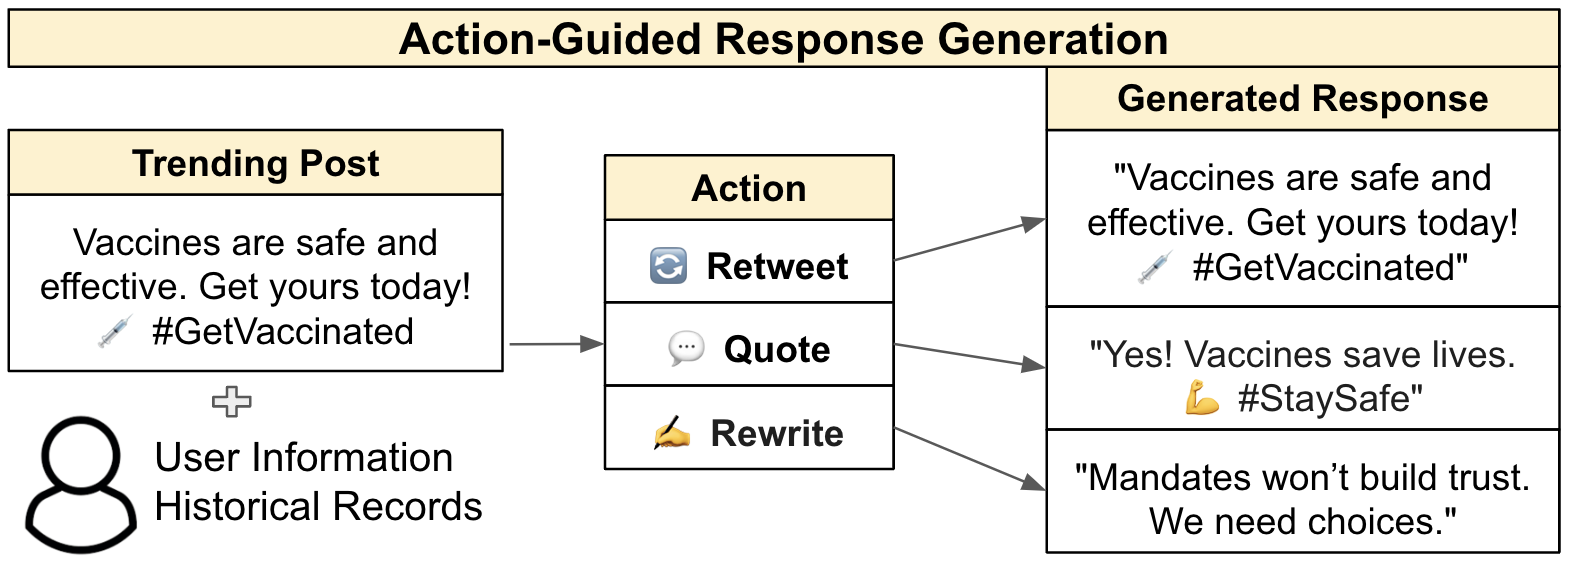 Action-Guided Response Generation
Trending Post
Vaccines are safe and
effective. Get yours today!
💉 #GetVaccinated
User Information
Historical Records
Action
🔄 Retweet
💬 Quote
✍️ Rewrite
Generated Response
"Vaccines are safe and
effective. Get yours today!
💉 #GetVaccinated"
"Yes! Vaccines save lives.
💪 #StaySafe"
"Mandates won’t build trust.
We need choices."